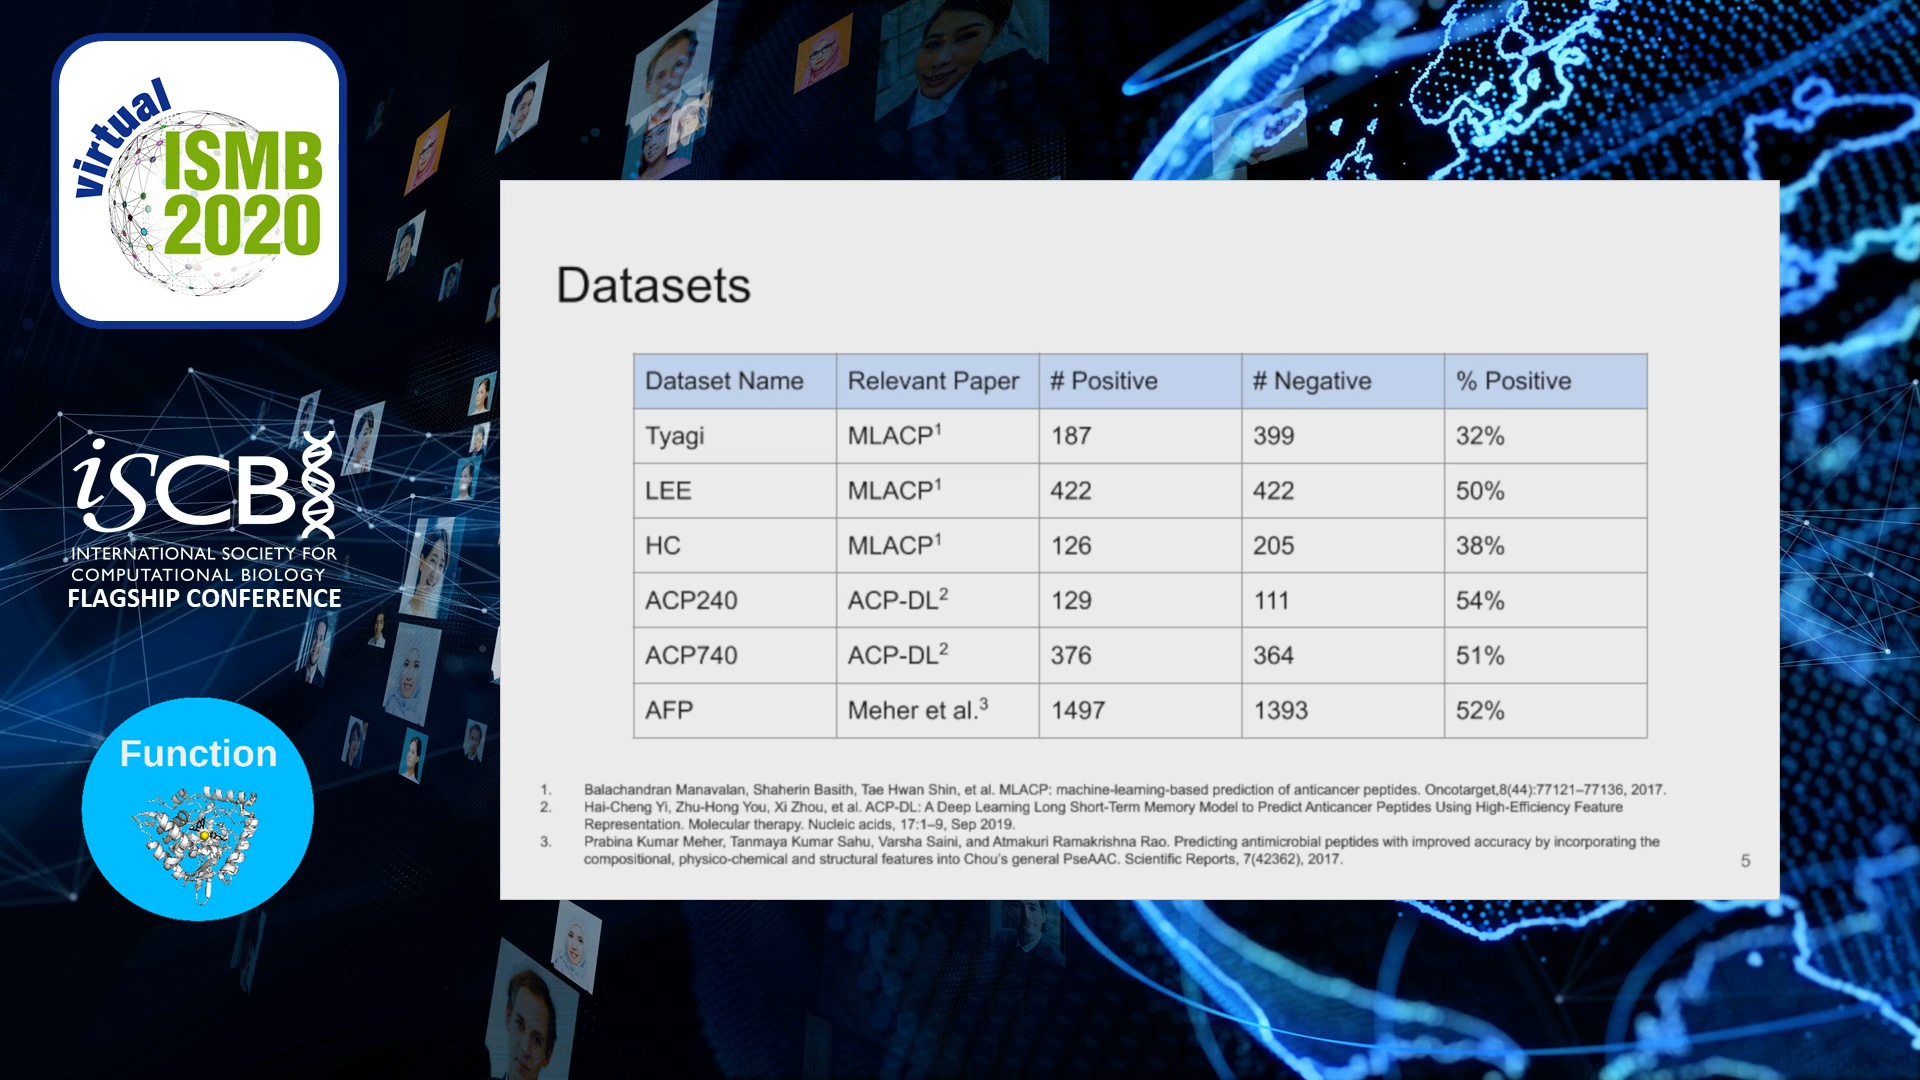 virtual
ISMB
2020
iSCB
INTERNATIONAL SOCIETY FOR
COMPUTATIONAL BIOLOGY
FLAGSHIP CONFERENCE
Function
Datasets
Dataset Name Relevant Paper # Positive # Negative % Positive
Tyagi MLACP¹ 187 399 32%
LEE MLACP¹ 422 422 50%
HC MLACP¹ 126 205 38%
ACP240 ACP-DL² 129 111 54%
ACP740 ACP-DL² 376 364 51%
AFP Meher et al.³ 1497 1393 52%
1. Balachandran Manavalan, Shaherin Basith, Tae Hwan Shin, et al. MLACP: machine-learning-based prediction of anticancer peptides. Oncotarget,8(44):77121–77136, 2017.
2. Hai-Cheng Yi, Zhu-Hong You, Xi Zhou, et al. ACP-DL: A Deep Learning Long Short-Term Memory Model to Predict Anticancer Peptides Using High-Efficiency Feature
Representation. Molecular therapy. Nucleic acids, 17:1–9, Sep 2019.
3. Prabina Kumar Meher, Tanmaya Kumar Sahu, Varsha Saini, and Atmakuri Ramakrishna Rao. Predicting antimicrobial peptides with improved accuracy by incorporating the
compositional, physico-chemical and structural features into Chou's general PseAAC. Scientific Reports, 7(42362), 2017.
5